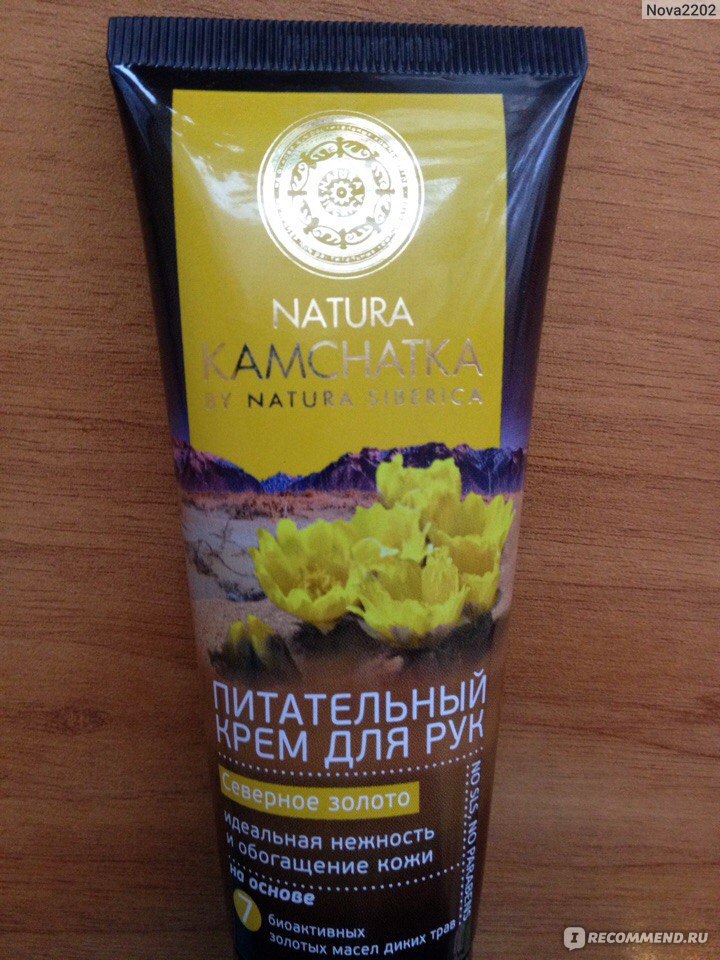 Nova2202
NATURA
KAMCHATKA
BY NATURA SIBERICA
ПИТАТЕЛЬНЫЙ
КРЕМ ДЛЯ РУК
Северное золото
идеальная нежность
и обогащение кожи
на основе
7 биоактивных
золотых масел диких трав
NO SLS, NO PARABENS
IRECOMMEND.RU